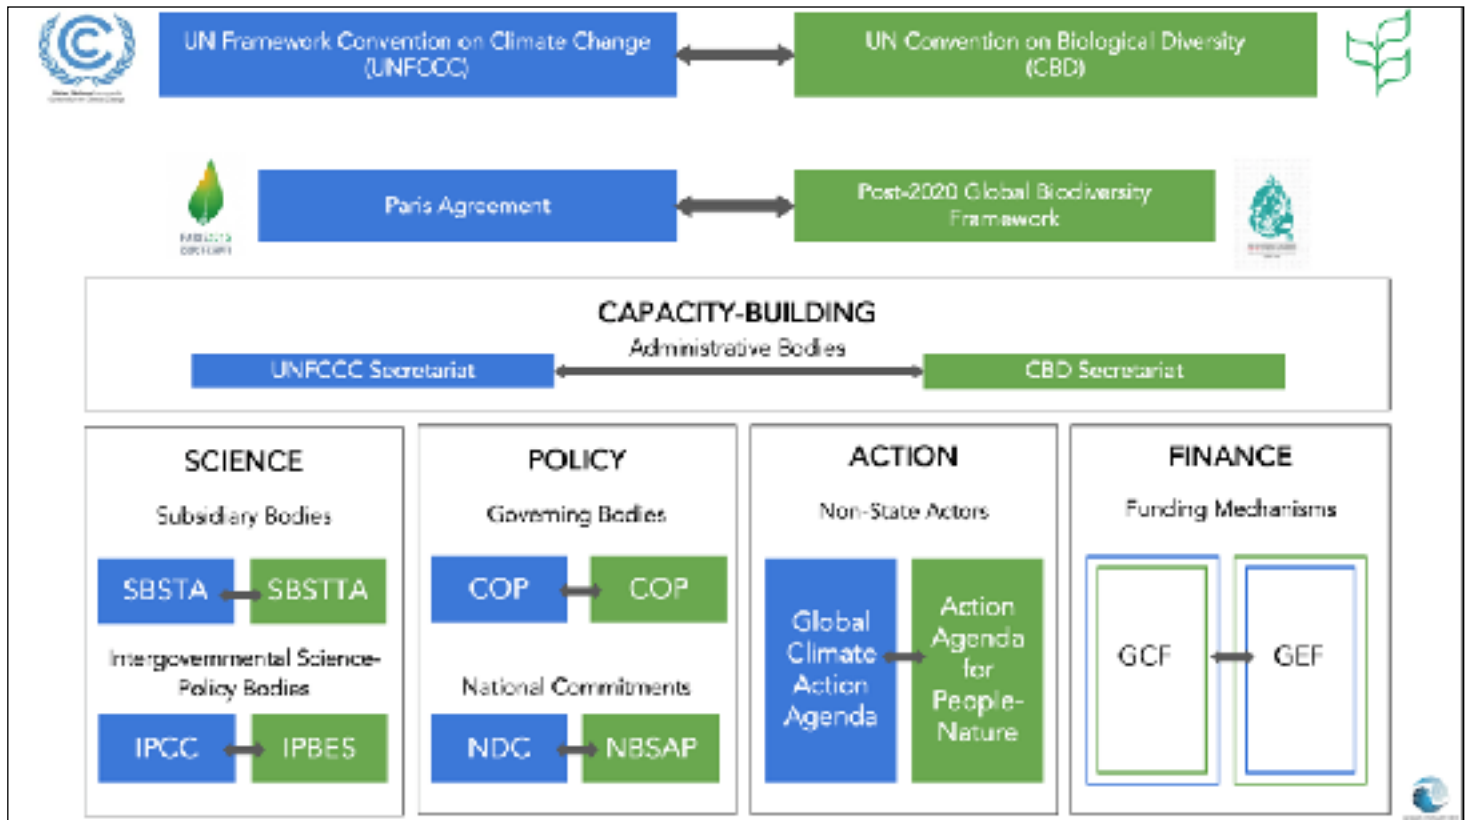 UN Framework Convention on Climate Change
(UNFCCC)
UN Convention on Biological Diversity
(CBD)
Paris Agreement
Post-2020 Global Biodiversity
Framework
CAPACITY-BUILDING
Administrative Bodies
UNFCCC Secretariat
CBD Secretariat
SCIENCE
Subsidiary Bodies
SBSTA
SBSTTA
Intergovernmental Science-
Policy Bodies
IPCC
IPBES
POLICY
Governing Bodies
COP
COP
National Commitments
NDC
NBSAP
ACTION
Non-State Actors
Global
Climate
Action
Agenda
Action
Agenda
for
People-
Nature
FINANCE
Funding Mechanisms
GCF
GEF